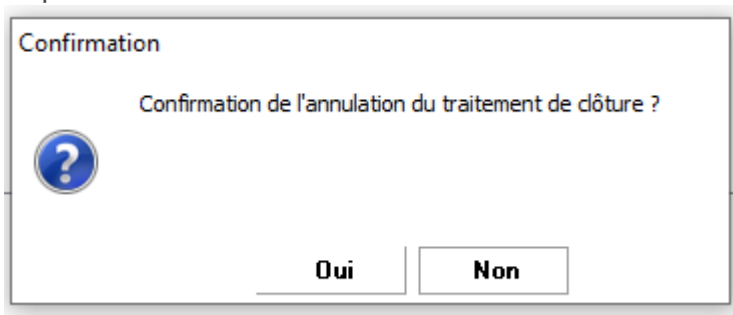 Confirmation
Confirmation de l'annulation du traitement de clôture ?
Oui
Non